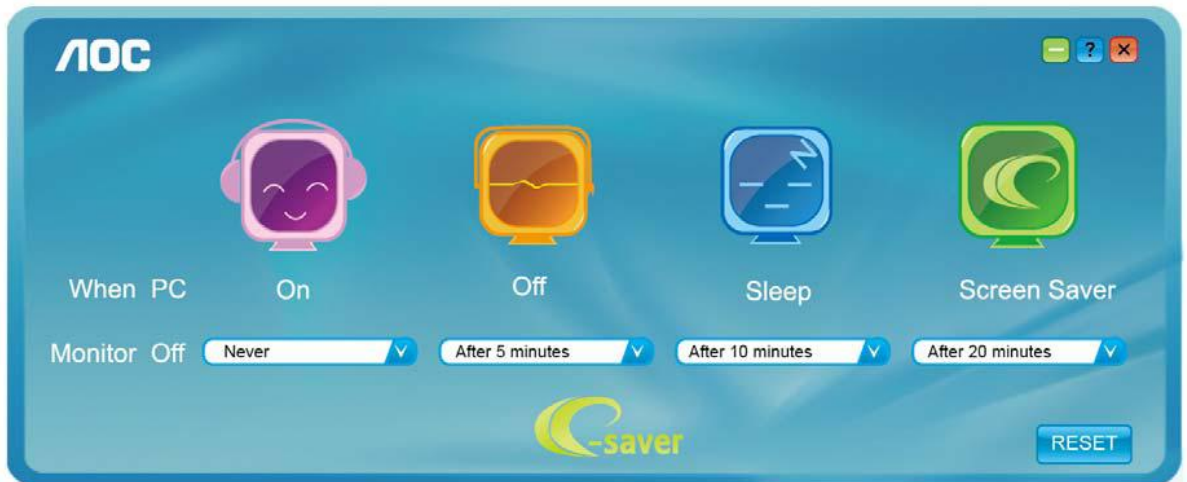 AOC
?
When PC On Off Sleep Screen Saver
Monitor Off Never After 5 minutes After 10 minutes After 20 minutes
e-saver
RESET